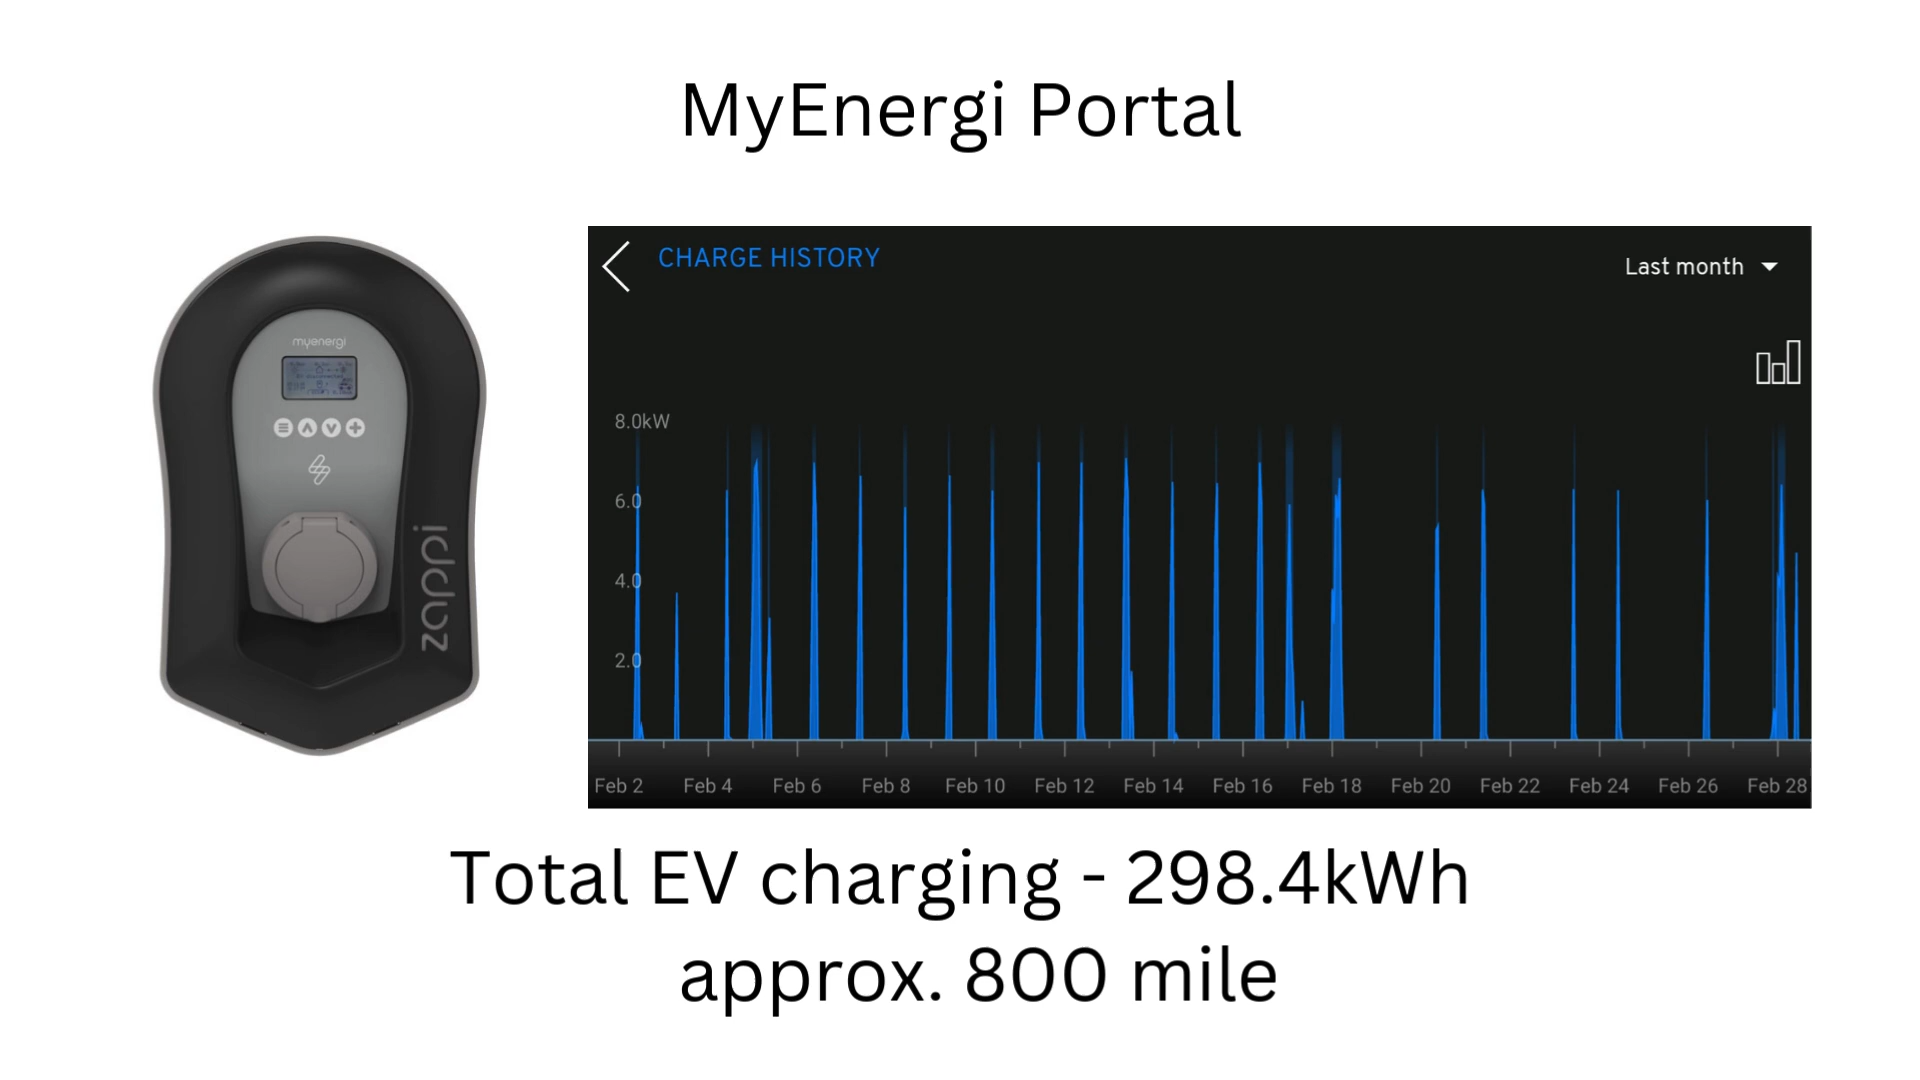 MyEnergi Portal
CHARGE HISTORY
Last month
8.0kW
6.0
4.0
2.0
Feb 2 Feb 4 Feb 6 Feb 8 Feb 10 Feb 12 Feb 14 Feb 16 Feb 18 Feb 20 Feb 22 Feb 24 Feb 26 Feb 28
myenergi
zappi
Total EV charging - 298.4kWh
approx. 800 mile